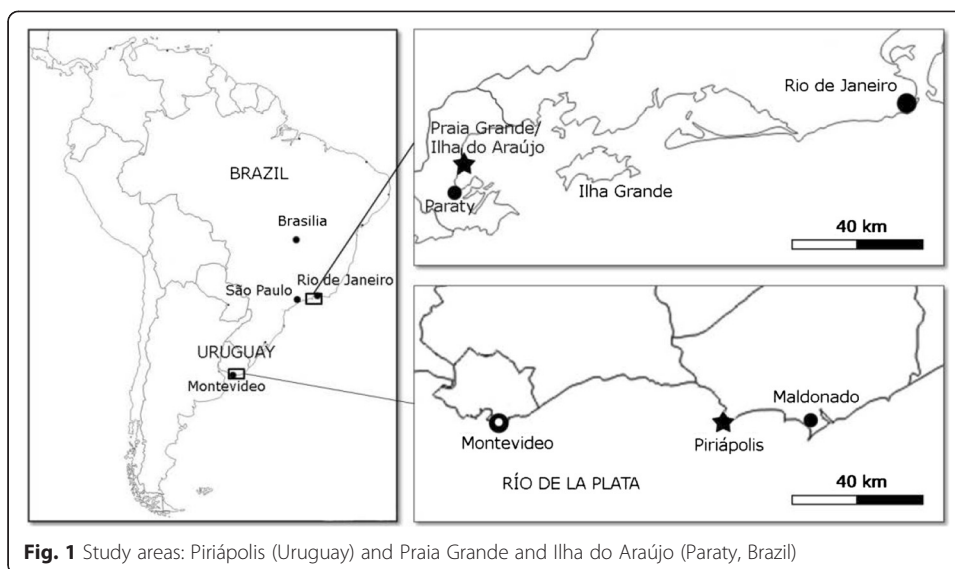 BRAZIL
Brasilia
Rio de Janeiro
São Paulo
URUGUAY
Montevideo
Rio de Janeiro
Praia Grande/
Ilha do Araújo
Ilha Grande
Paraty
40 km
Maldonado
Montevideo
Piriápolis
RÍO DE LA PLATA
40 km
Fig. 1 Study areas: Piriápolis (Uruguay) and Praia Grande and Ilha do Araújo (Paraty, Brazil)